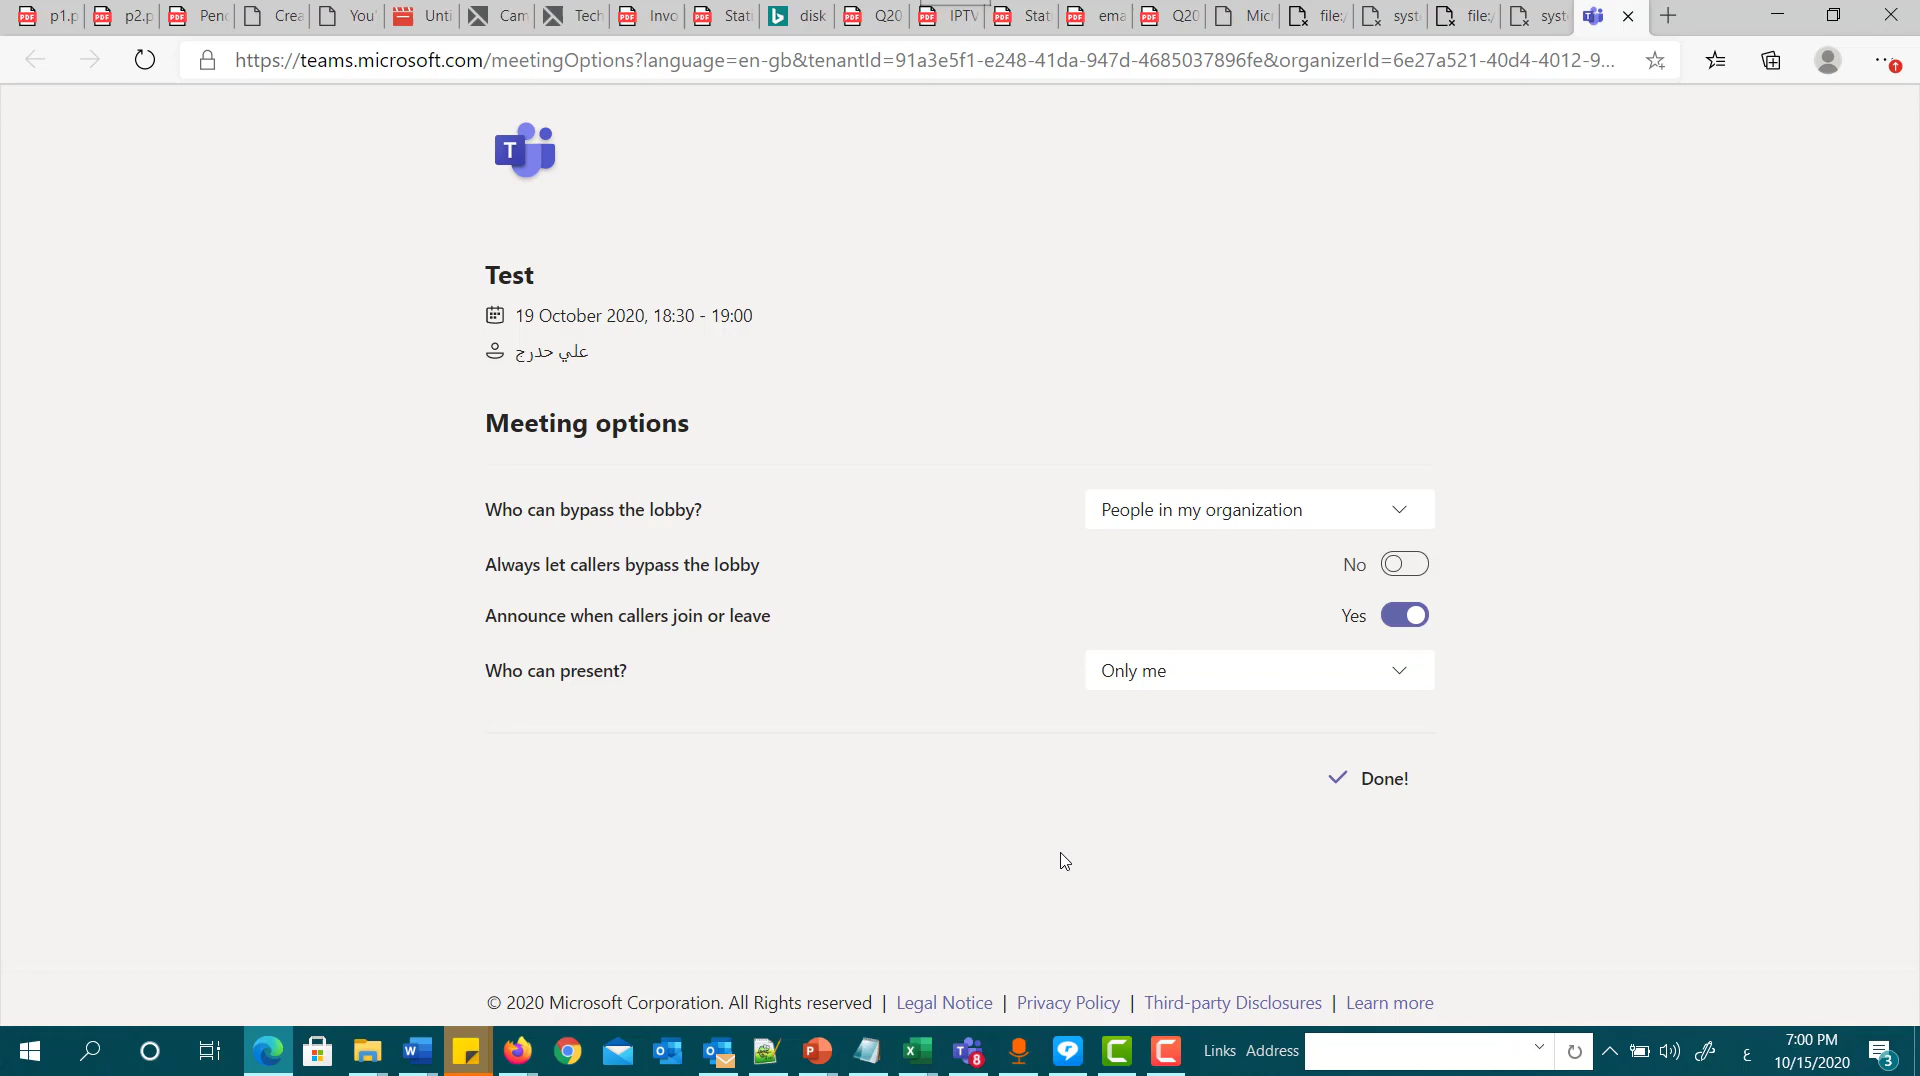 p1.p
p2.p
Penc
Crea
You'
Unti
Cam
Tech
Invo
Stati
disk
Q20
IPTV
Stat
ema
Q20
Micr
file:/
syst
file:/
syst
https://teams.microsoft.com/meetingOptions?language=en-gb&tenantId=91a3e5f1-e248-41da-947d-4685037896fe&organizerId=6e27a521-40d4-4012-9...
T
Test
19 October 2020, 18:30 - 19:00
علي حدرج
Meeting options
Who can bypass the lobby? People in my organization
Always let callers bypass the lobby No
Announce when callers join or leave Yes
Who can present? Only me
Done!
© 2020 Microsoft Corporation. All Rights reserved | Legal Notice | Privacy Policy | Third-party Disclosures | Learn more
Links Address
ع
7:00 PM
10/15/2020
3